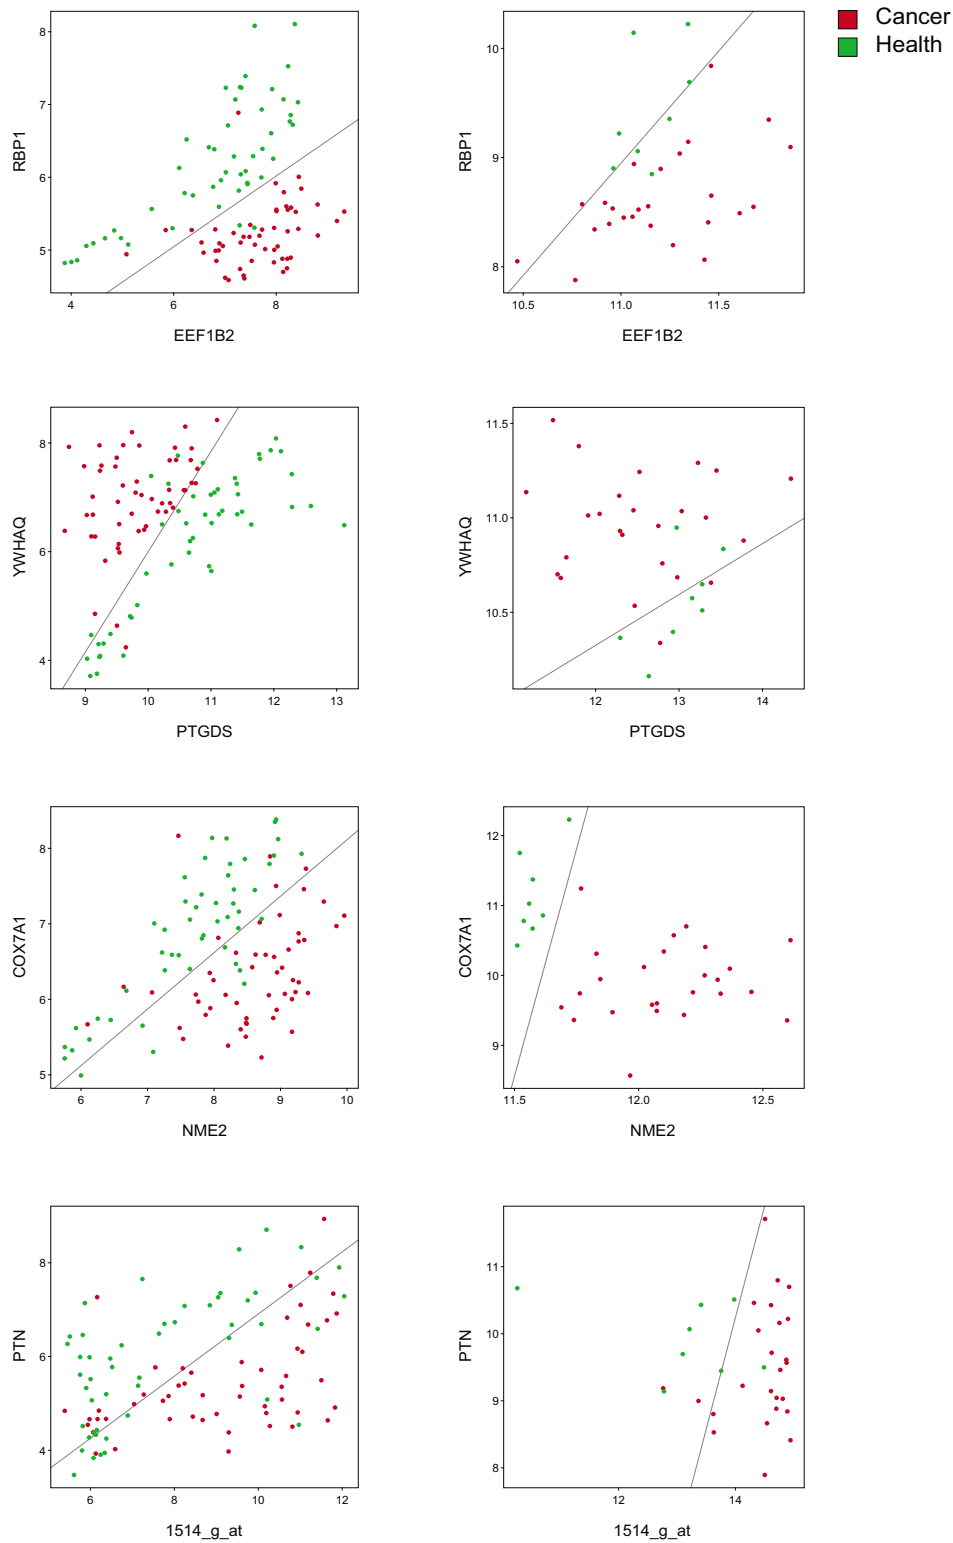 Cancer
Health
8
7
6
5
4 6 8
RBP1
EEF1B2
10
9
8
10.5 11.0 11.5
RBP1
EEF1B2
8
6
4
9 10 11 12 13
YWHAQ
PTGDS
11.5
11.0
10.5
12 13 14
YWHAQ
PTGDS
8
7
6
5
6 7 8 9 10
COX7A1
NME2
12
11
10
9
11.5 12.0 12.5
COX7A1
NME2
8
6
4
6 8 10 12
PTN
1514_g_at
11
10
9
8
12 14
PTN
1514_g_at